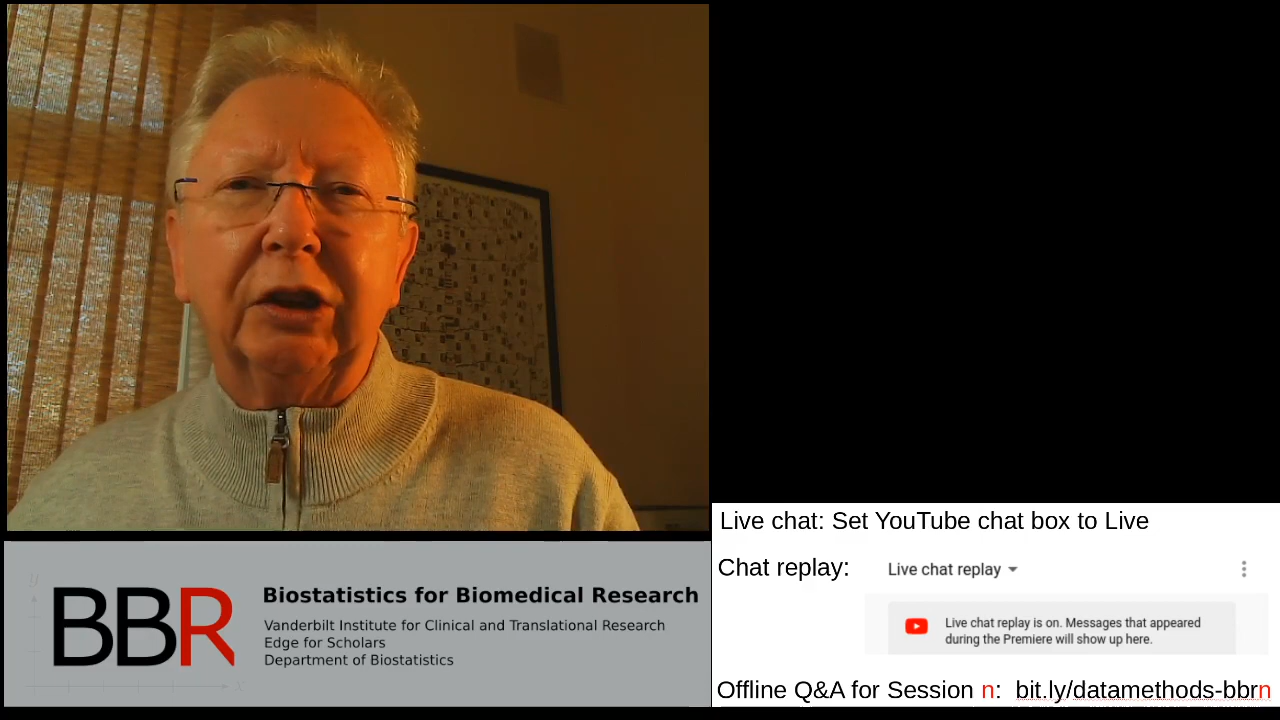 BBR
Biostatistics for Biomedical Research
Vanderbilt Institute for Clinical and Translational Research
Edge for Scholars
Department of Biostatistics
Live chat: Set YouTube chat box to Live
Chat replay:
Live chat replay
Live chat replay is on. Messages that appeared
during the Premiere will show up here.
Offline Q&A for Session n: bit.ly/datamethods-bbrn